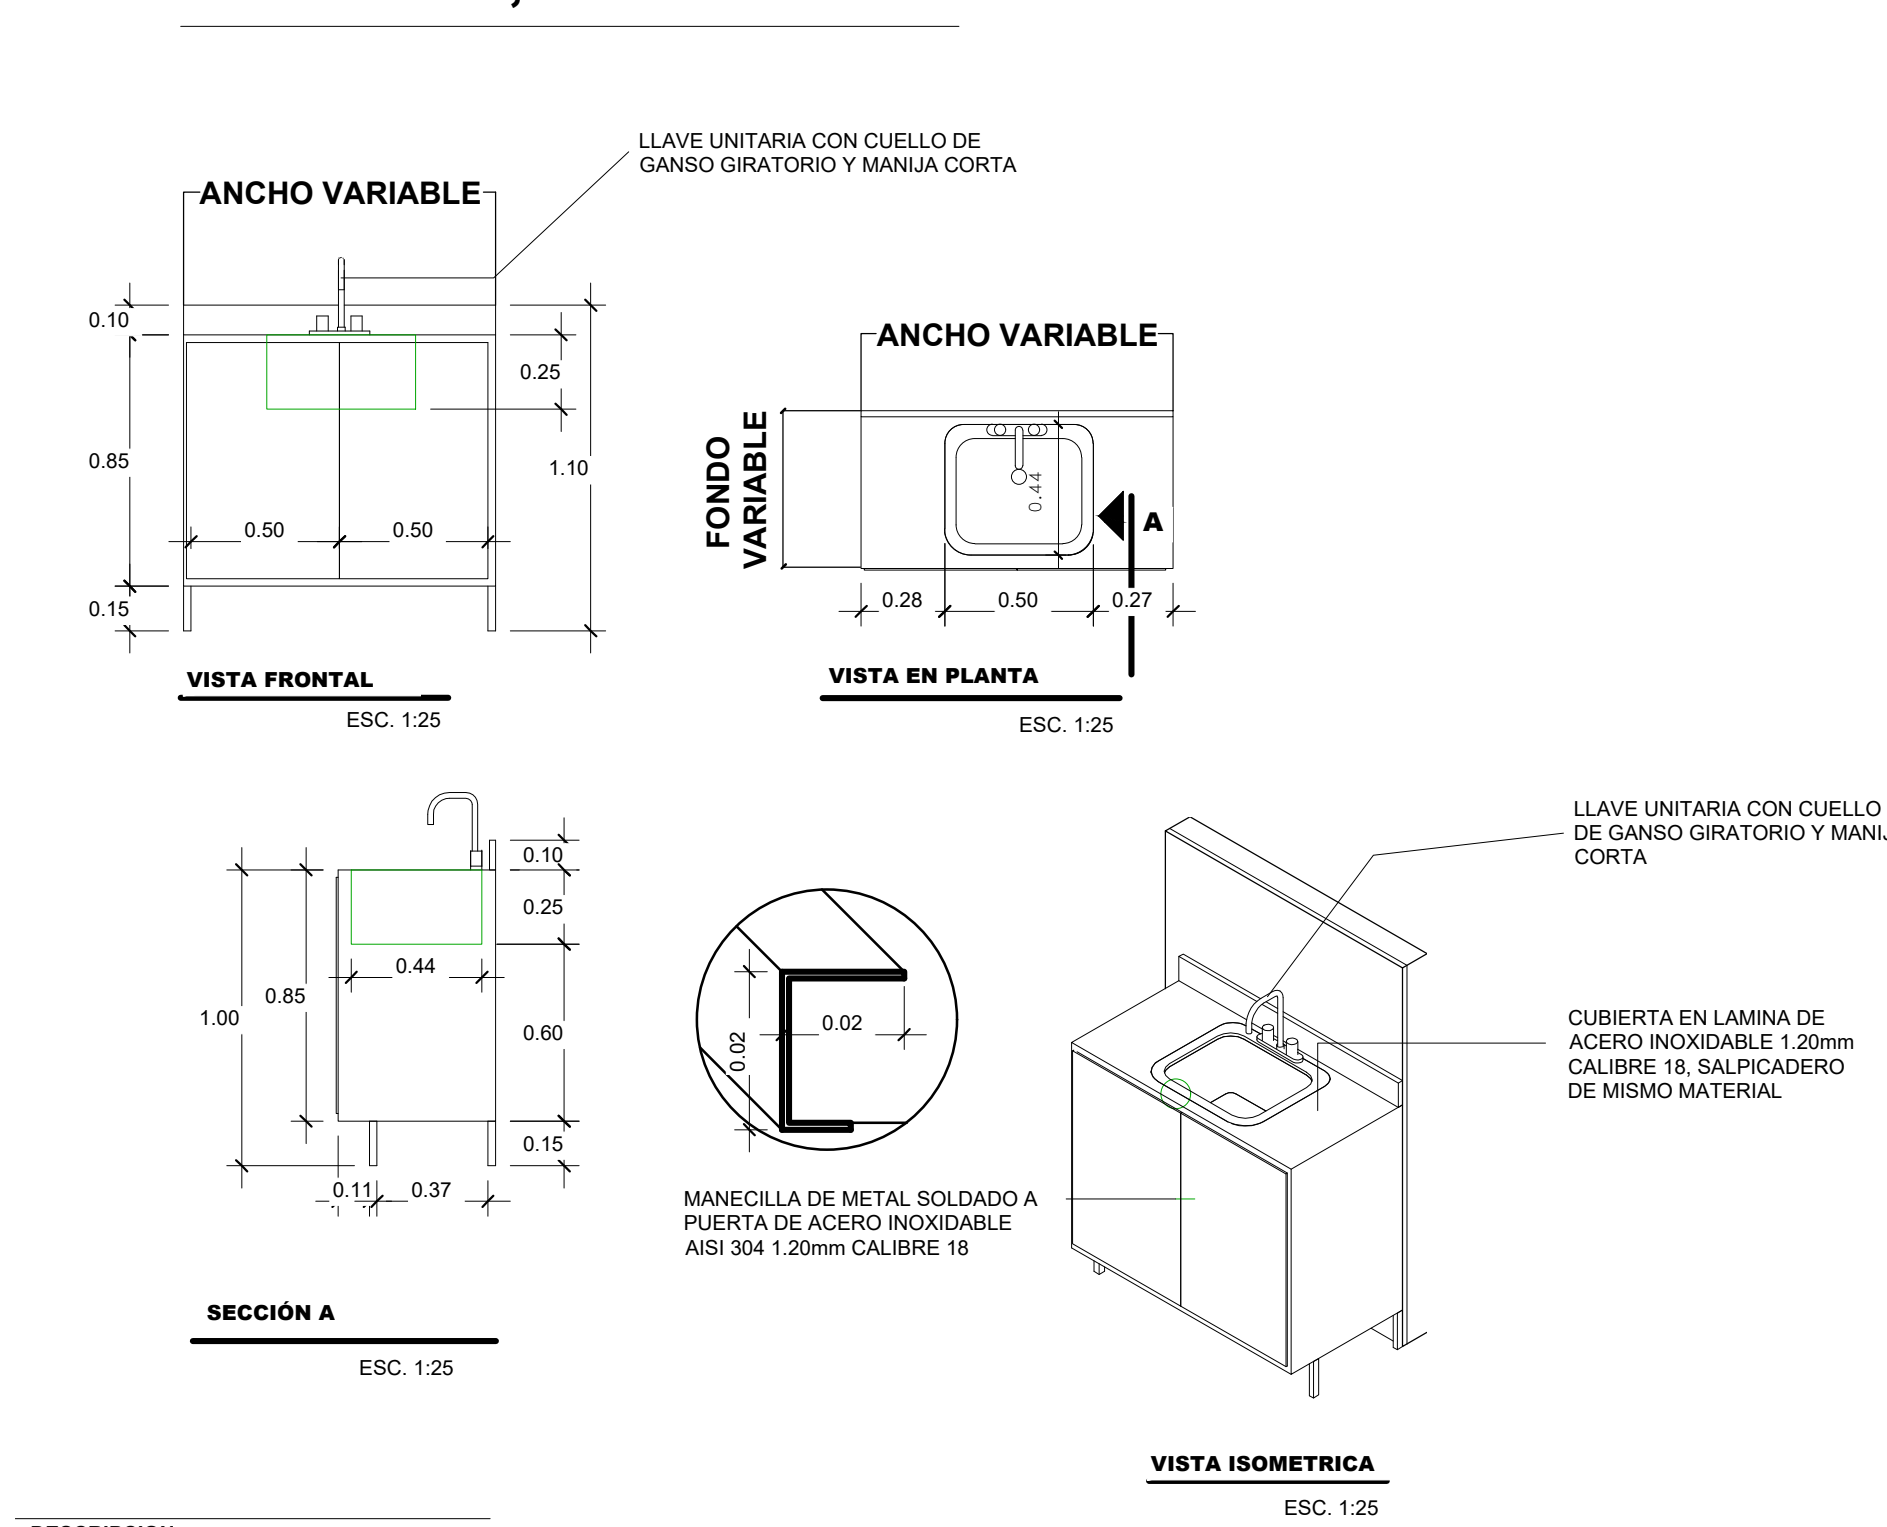 LLAVE UNITARIA CON CUELLO DE
GANSO GIRATORIO Y MANIJA CORTA
ANCHO VARIABLE
0.10
0.25
0.85
1.10
0.50
0.50
0.15
VISTA FRONTAL
ESC. 1:25
ANCHO VARIABLE
FONDO
VARIABLE
0.44
A
0.28
0.50
0.27
VISTA EN PLANTA
ESC. 1:25
0.10
0.25
0.44
0.85
1.00
0.60
0.15
0.11
0.37
SECCIÓN A
ESC. 1:25
0.02
0.02
MANECILLA DE METAL SOLDADO A
PUERTA DE ACERO INOXIDABLE
AISI 304 1.20mm CALIBRE 18
LLAVE UNITARIA CON CUELLO
DE GANSO GIRATORIO Y MANIJ
CORTA
CUBIERTA EN LAMINA DE
ACERO INOXIDABLE 1.20mm
CALIBRE 18, SALPICADERO
DE MISMO MATERIAL
VISTA ISOMETRICA
ESC. 1:25